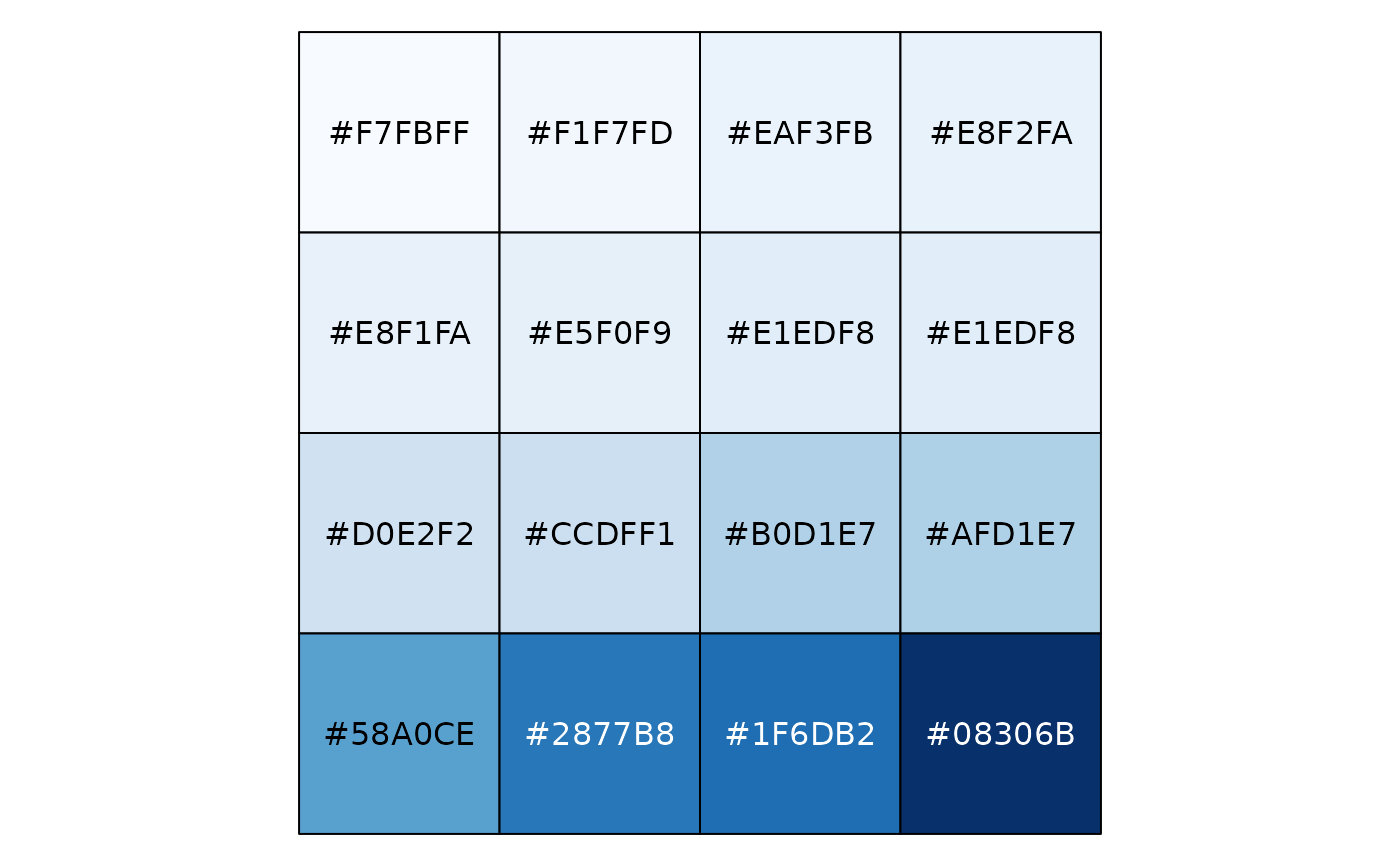 #F7FBFF #F1F7FD #EAF3FB #E8F2FA
#E8F1FA #E5F0F9 #E1EDF8 #E1EDF8
#D0E2F2 #CCDFF1 #B0D1E7 #AFD1E7
#58A0CE #2877B8 #1F6DB2 #08306B